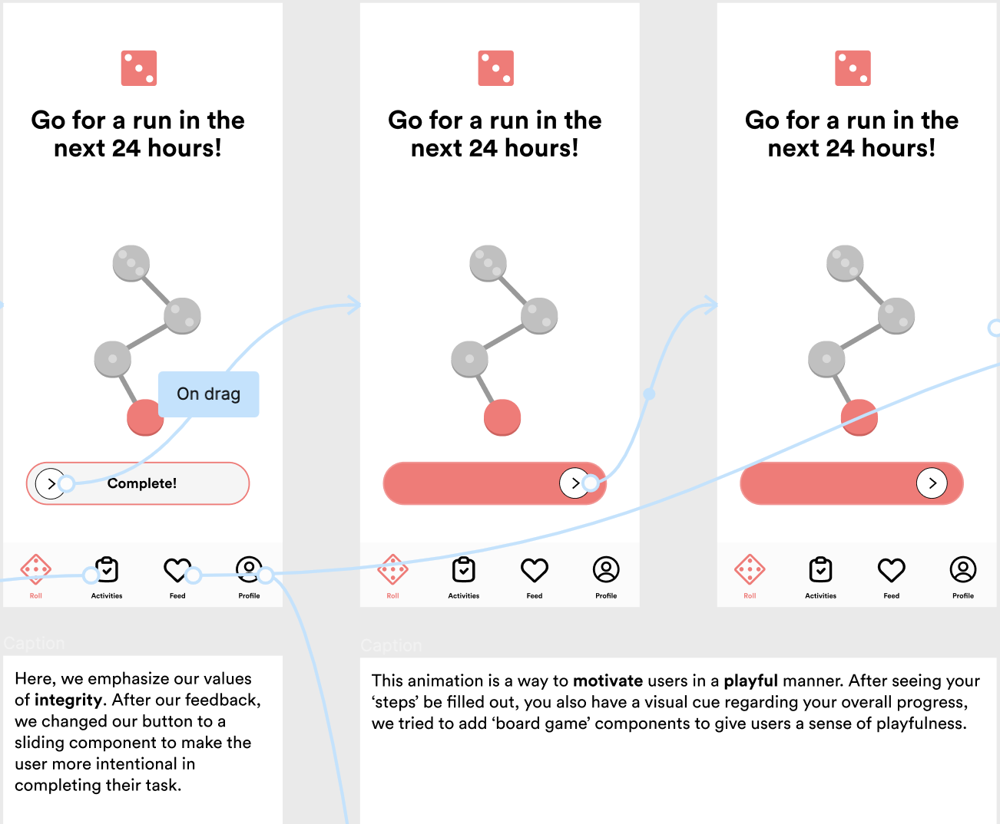 Go for a run in the
next 24 hours!
On drag
Complete!
Roll
Activities
Feed
Profile
Go for a run in the
next 24 hours!
Roll
Activities
Feed
Profile
Go for a run in the
next 24 hours!
Roll
Activities
Feed
Profile
Caption
Here, we emphasize our values
of integrity. After our feedback,
we changed our button to a
sliding component to make the
user more intentional in
completing their task.
Caption
This animation is a way to motivate users in a playful manner. After seeing your
‘steps’ be filled out, you also have a visual cue regarding your overall progress,
we tried to add ‘board game’ components to give users a sense of playfulness.